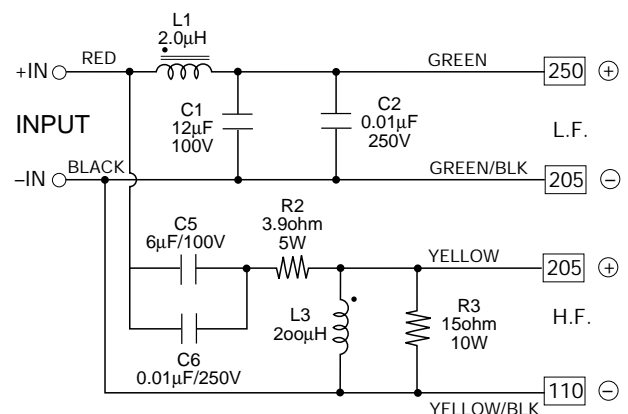 L1
2.0μH
+IN
RED
GREEN
250
+
INPUT
C1
12μF
100V
C2
0.01μF
250V
L.F.
-IN
BLACK
GREEN/BLK
205
−
C5
6μF/100V
R2
3.9ohm
5W
YELLOW
205
+
L3
2ooμH
R3
15ohm
10W
H.F.
C6
0.01μF/250V
YELLOW/BLK
110
−